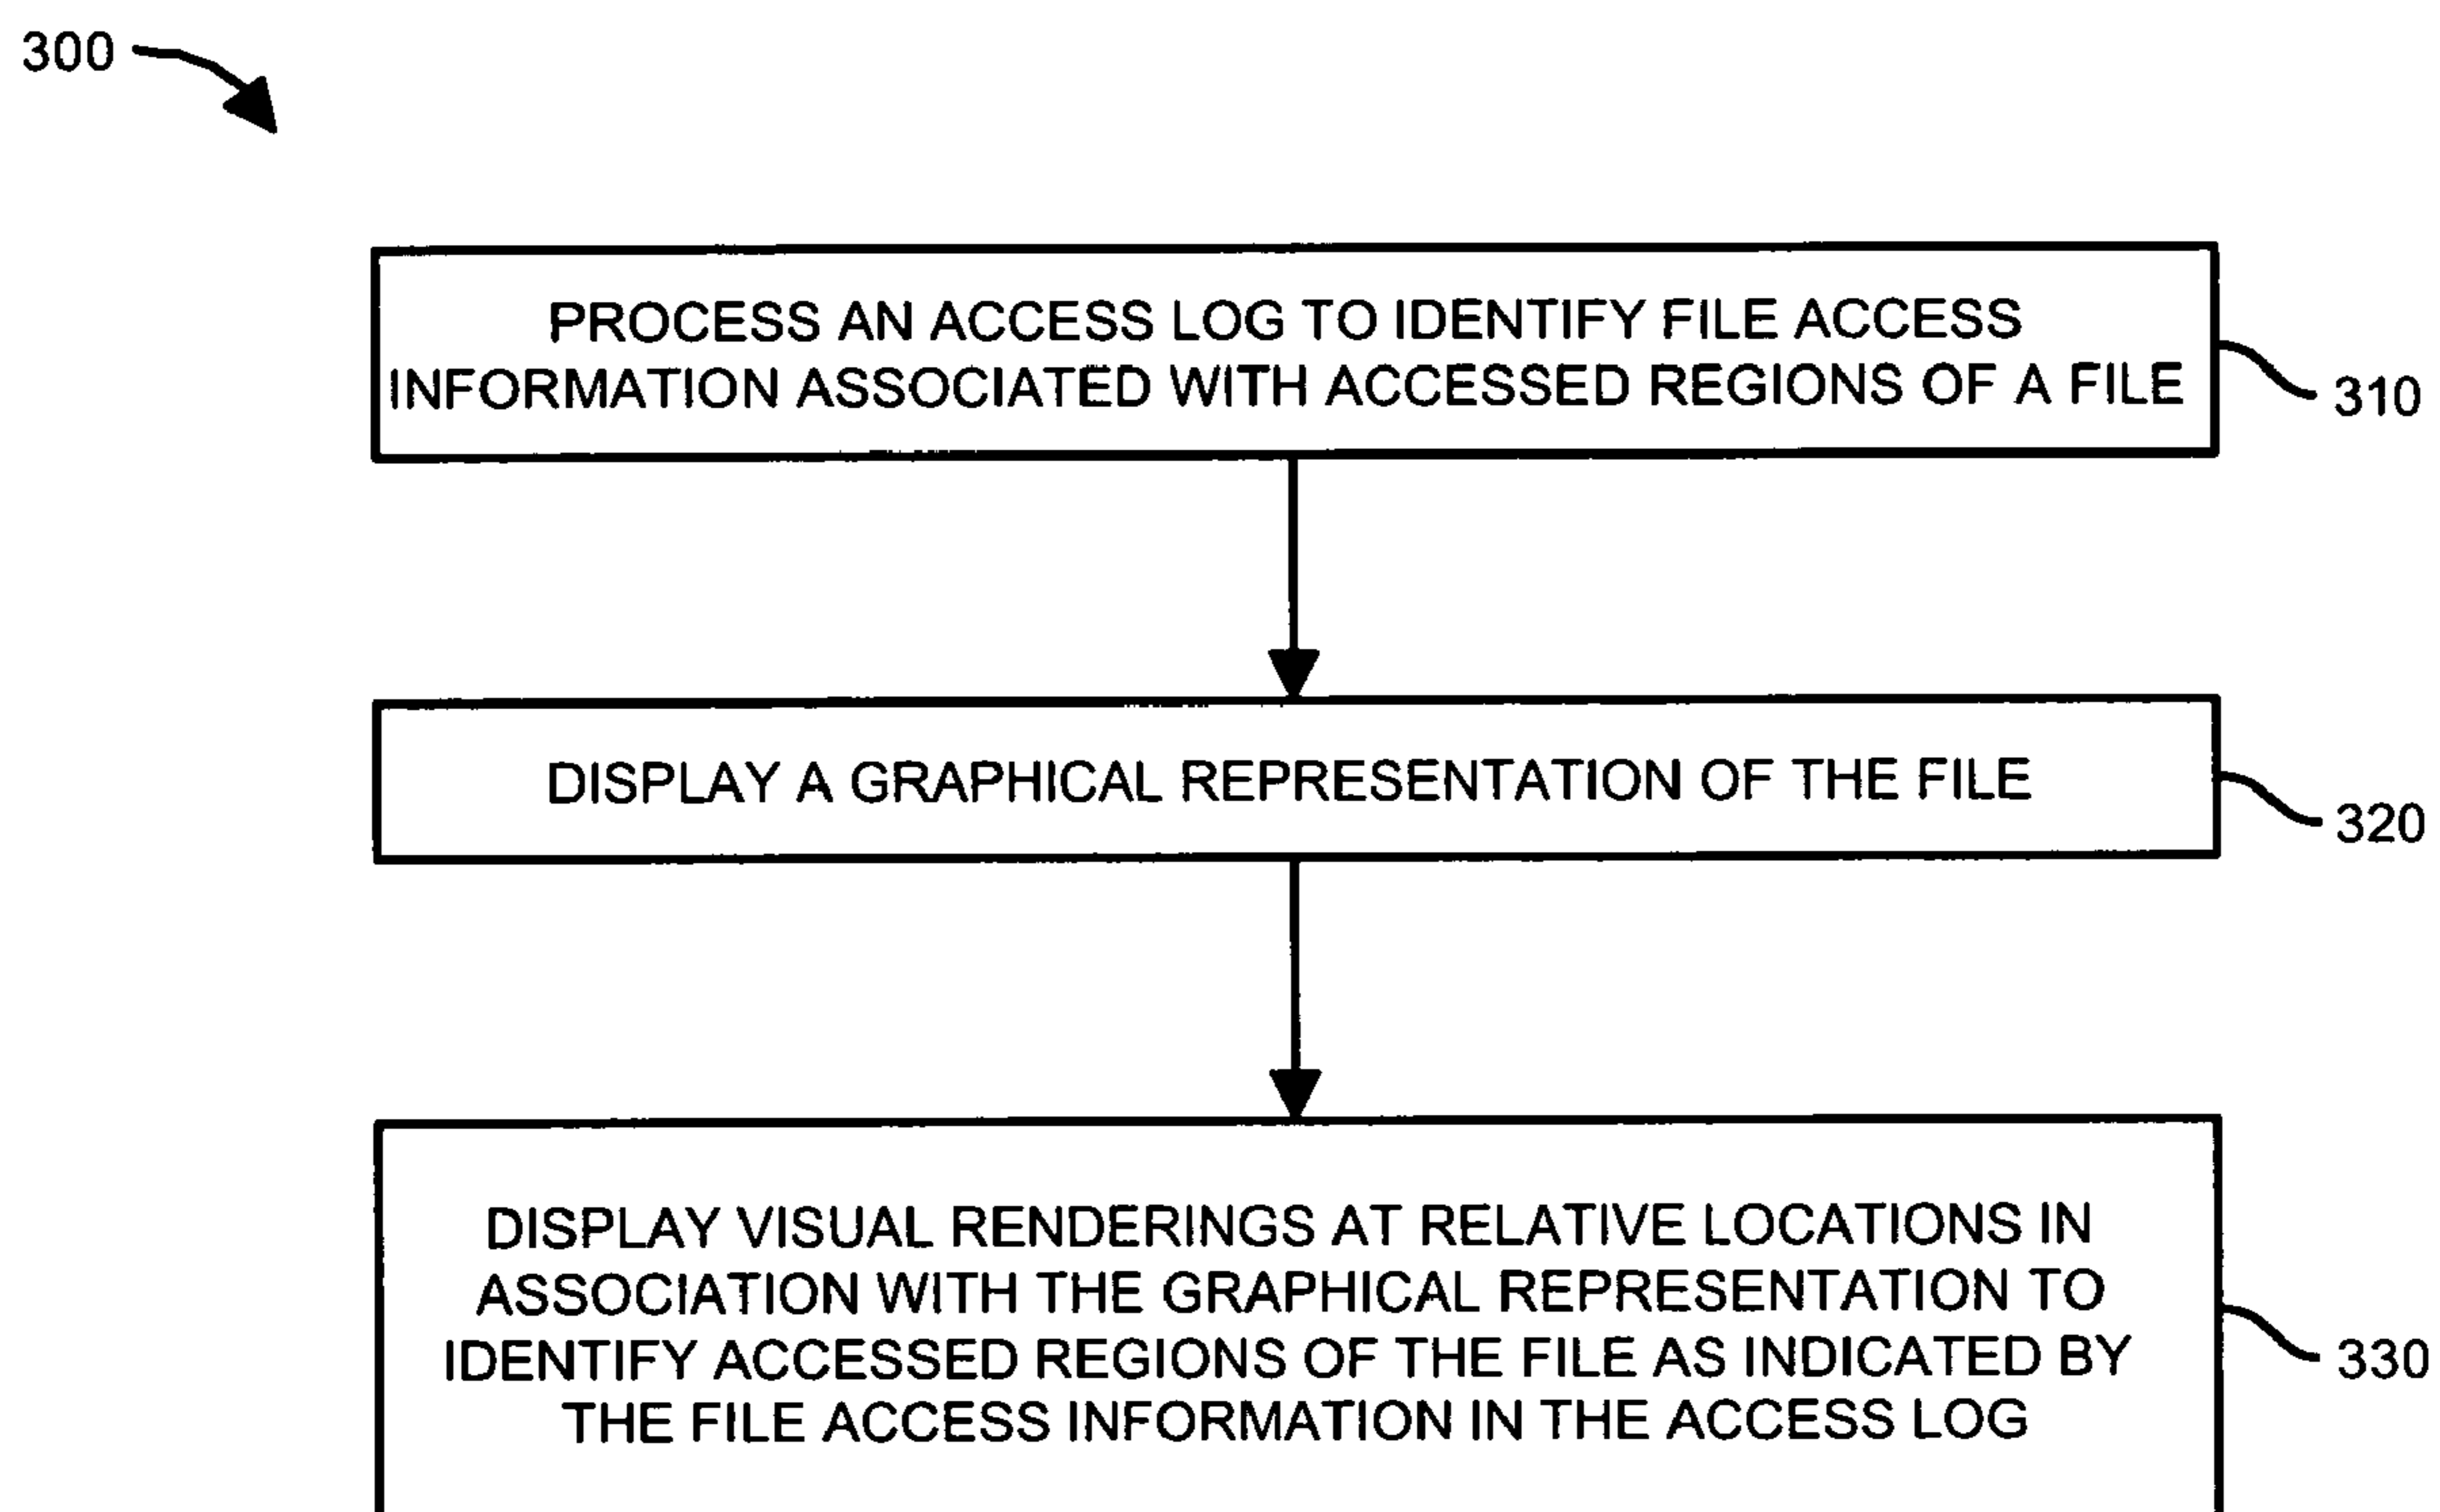 300
PROCESS AN ACCESS LOG TO IDENTIFY FILE ACCESS
INFORMATION ASSOCIATED WITH ACCESSED REGIONS OF A FILE
310
DISPLAY A GRAPHICAL REPRESENTATION OF THE FILE
320
DISPLAY VISUAL RENDERINGS AT RELATIVE LOCATIONS IN
ASSOCIATION WITH THE GRAPHICAL REPRESENTATION TO
IDENTIFY ACCESSED REGIONS OF THE FILE AS INDICATED BY
THE FILE ACCESS INFORMATION IN THE ACCESS LOG
330